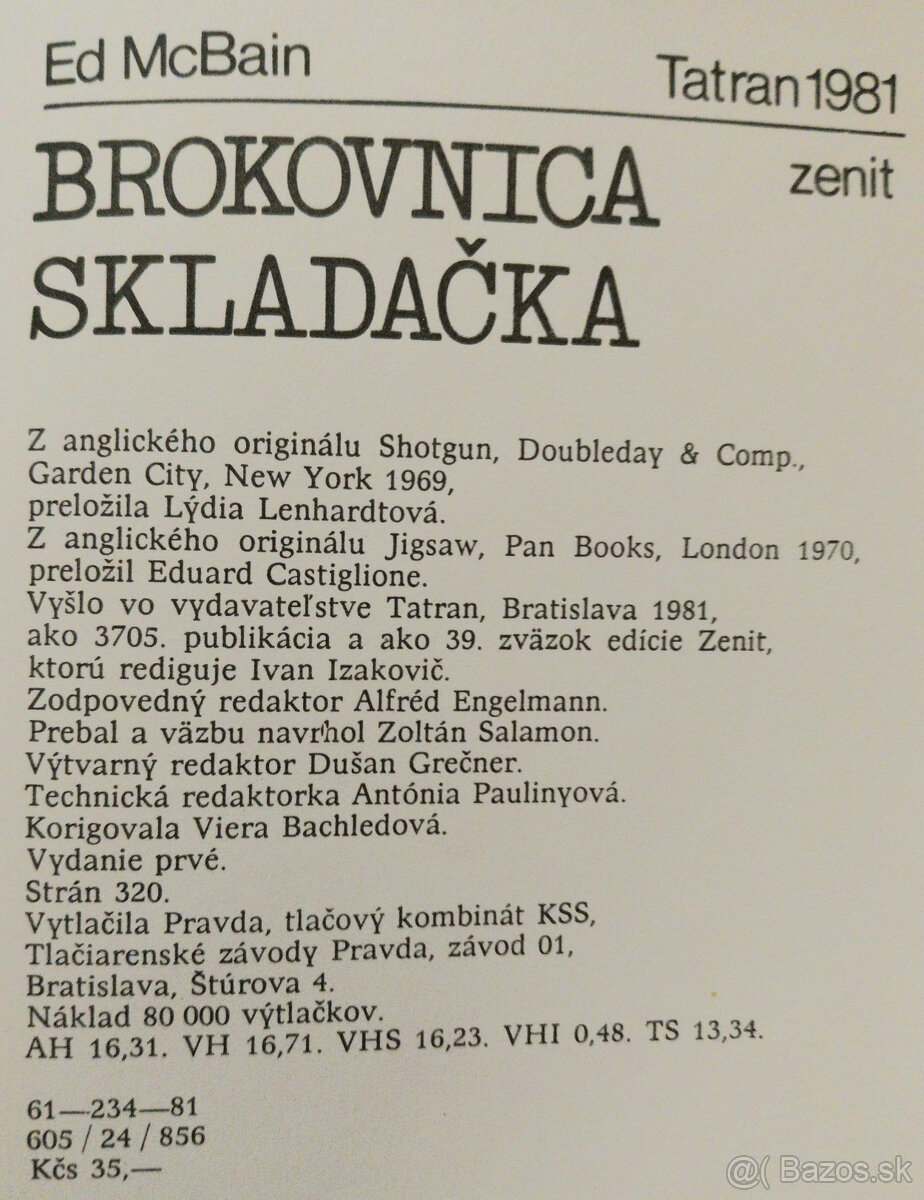 Ed McBain
Tatran 1981
BROKOVNICA
zenit
SKLADAČKA
Z anglického originálu Shotgun, Doubleday & Comp.,
Garden City, New York 1969,
preložila Lýdia Lenhardtová.
Z anglického originálu Jigsaw, Pan Books, London 1970,
preložil Eduard Castiglione.
Vyšlo vo vydavateľstve Tatran, Bratislava 1981,
ako 3705. publikácia a ako 39. zväzok edície Zenit,
ktorú rediguje Ivan Izakovič.
Zodpovedný redaktor Alfréd Engelmann.
Prebal a väzbu navrhol Zoltán Salamon.
Výtvarný redaktor Dušan Grečner.
Technická redaktorka Antónia Paulinyová.
Korigovala Viera Bachledová.
Vydanie prvé.
Strán 320.
Vytlačila Pravda, tlačový kombinát KSS,
Tlačiarenské závody Pravda, závod 01,
Bratislava, Štúrova 4.
Náklad 80 000 výtlačkov.
AH 16,31. VH 16,71. VHS 16,23. VHI 0,48. TS 13,34.
61—234—81
605 / 24 / 856
Kčs 35,—
@( Bazos.sk